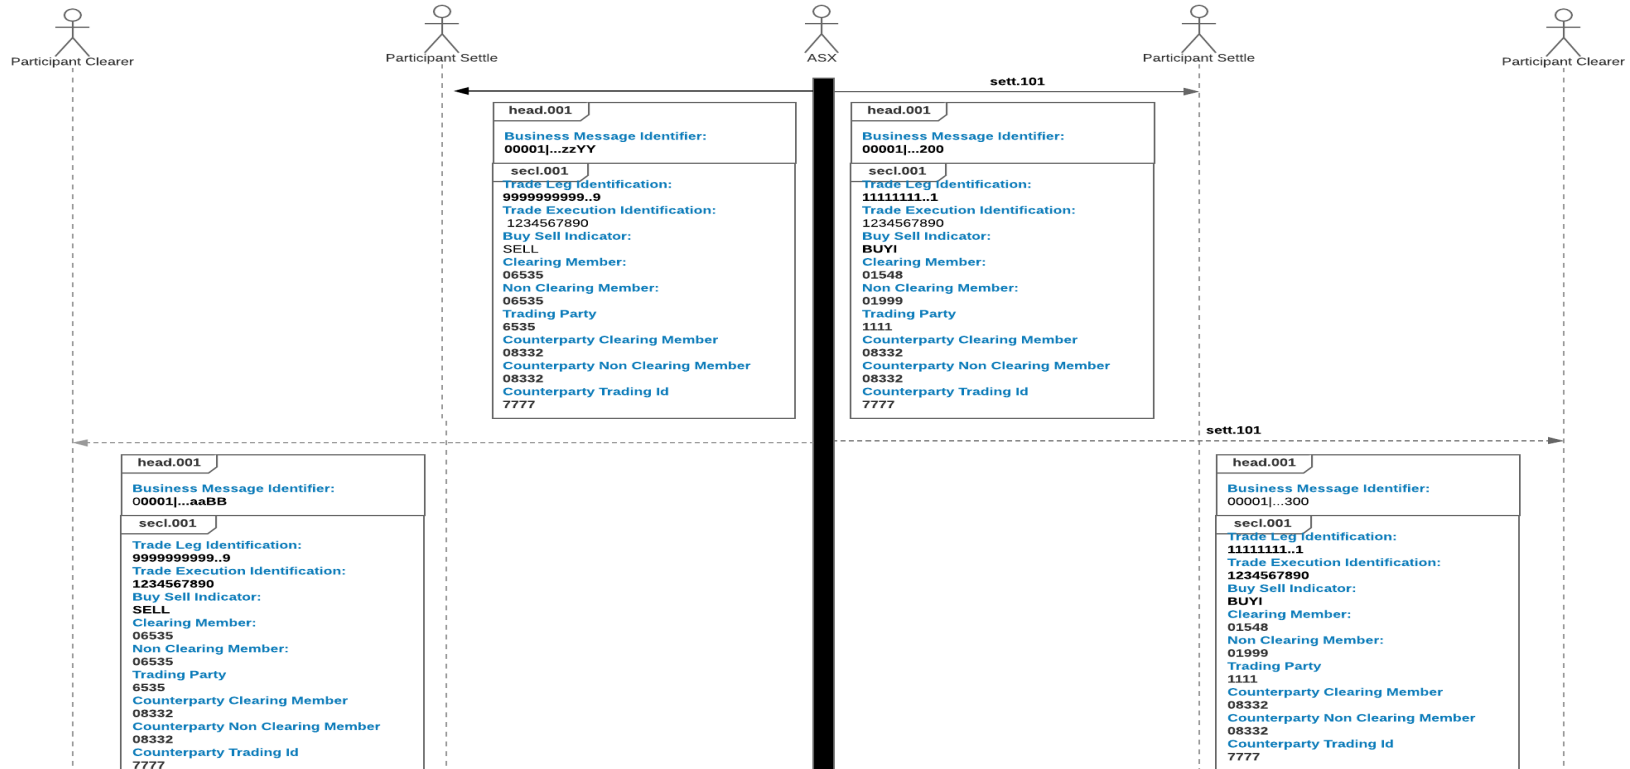 Participant Clearer
Participant Settle
ASX
Participant Settle
Participant Clearer
sett.101
head.001
Business Message Identifier:
00001|...zzYY
secl.001
Trade Leg Identification:
9999999999..9
Trade Execution Identification:
1234567890
Buy Sell Indicator:
SELL
Clearing Member:
06535
Non Clearing Member:
06535
Trading Party
6535
Counterparty Clearing Member
08332
Counterparty Non Clearing Member
08332
Counterparty Trading Id
7777
head.001
Business Message Identifier:
00001|...200
secl.001
Trade Leg Identification:
11111111..1
Trade Execution Identification:
1234567890
Buy Sell Indicator:
BUYI
Clearing Member:
01548
Non Clearing Member:
01999
Trading Party
1111
Counterparty Clearing Member
08332
Counterparty Non Clearing Member
08332
Counterparty Trading Id
7777
sett.101
head.001
Business Message Identifier:
00001|...aaBB
secl.001
Trade Leg Identification:
9999999999..9
Trade Execution Identification:
1234567890
Buy Sell Indicator:
SELL
Clearing Member:
06535
Non Clearing Member:
06535
Trading Party
6535
Counterparty Clearing Member
08332
Counterparty Non Clearing Member
08332
Counterparty Trading Id
7777
head.001
Business Message Identifier:
00001|...300
secl.001
Trade Leg Identification:
11111111..1
Trade Execution Identification:
1234567890
Buy Sell Indicator:
BUYI
Clearing Member:
01548
Non Clearing Member:
01999
Trading Party
1111
Counterparty Clearing Member
08332
Counterparty Non Clearing Member
08332
Counterparty Trading Id
7777